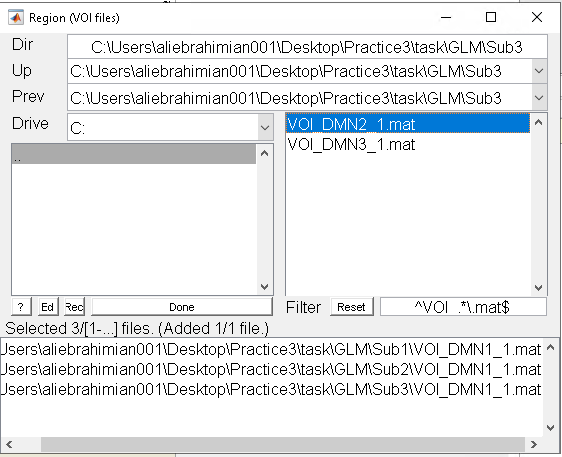 Region (VOI files)
Dir C:\Users\aliebrahimian001\Desktop\Practice3\task\GLM\Sub3
Up C:\Users\aliebrahimian001\Desktop\Practice3\task\GLM\Sub3
Prev C:\Users\aliebrahimian001\Desktop\Practice3\task\GLM\Sub3
Drive C:
VOI_DMN2_1.mat
VOI_DMN3_1.mat
..
? Ed Rec Done Filter Reset ^VOI_.*\.mat$
Selected 3/[1-...] files. (Added 1/1 file.)
Users\aliebrahimian001\Desktop\Practice3\task\GLM\Sub1\VOI_DMN1_1.mat
Users\aliebrahimian001\Desktop\Practice3\task\GLM\Sub2\VOI_DMN1_1.mat
Users\aliebrahimian001\Desktop\Practice3\task\GLM\Sub3\VOI_DMN1_1.mat